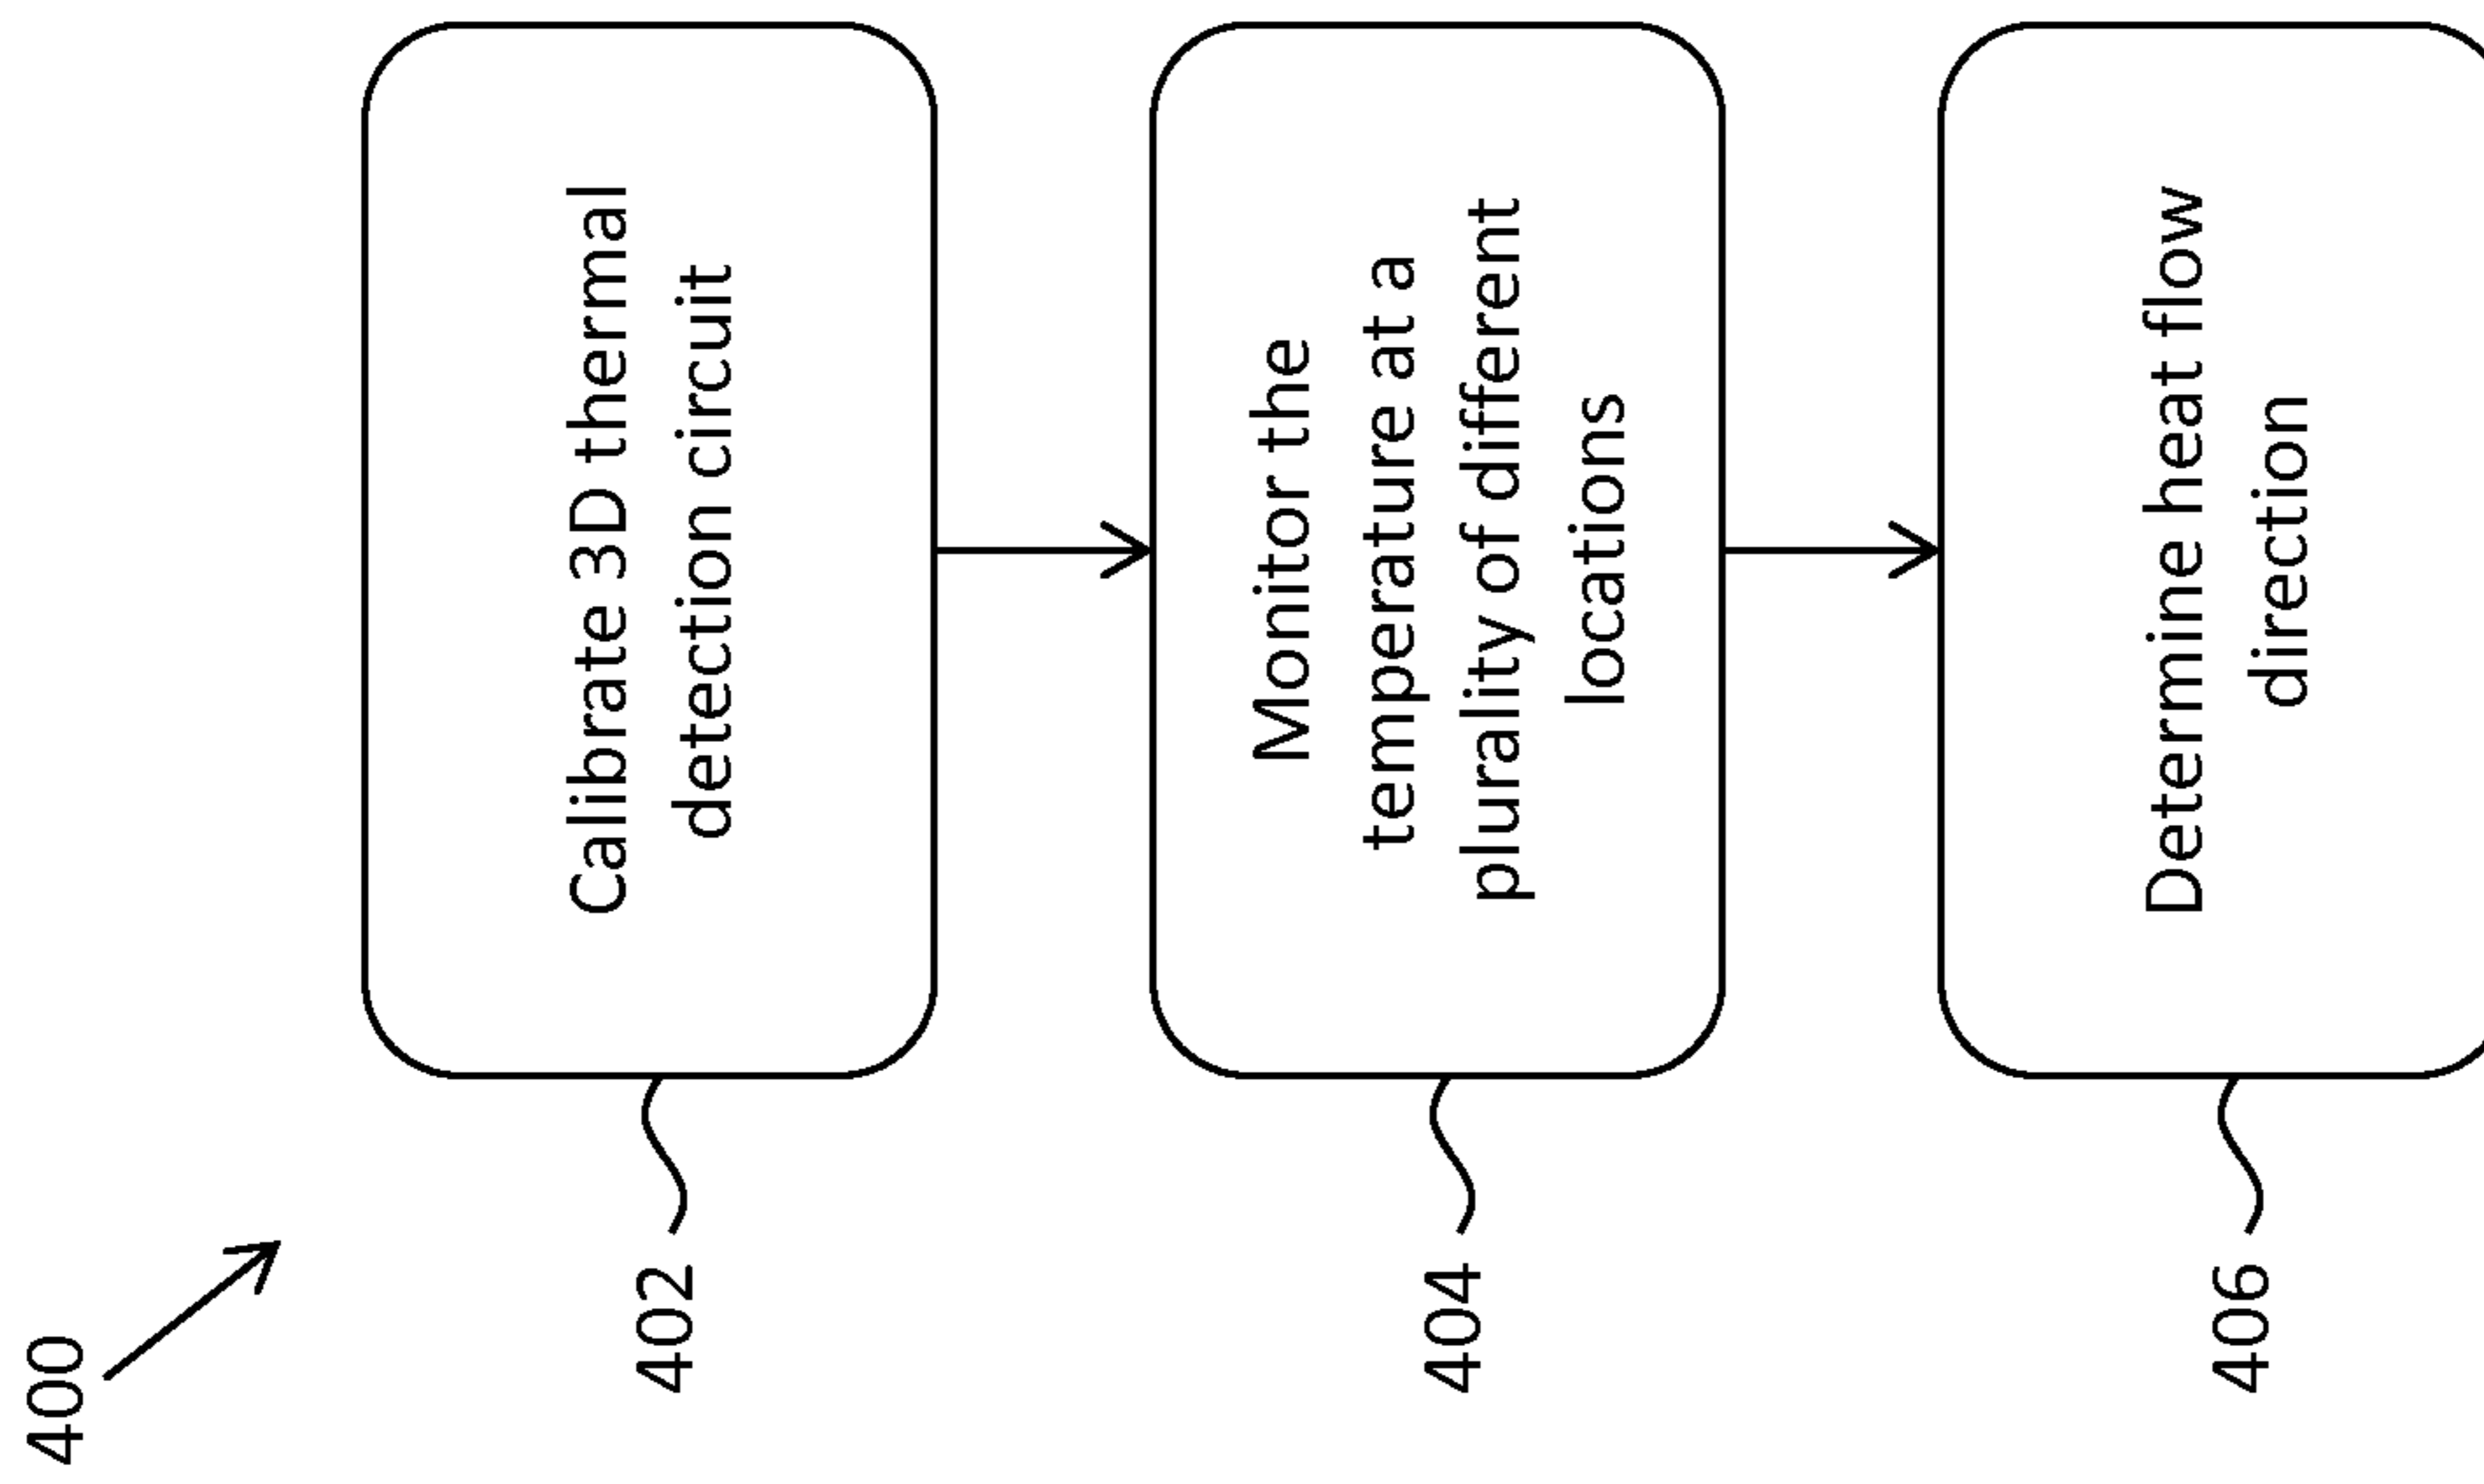 400
402
Calibrate 3D thermal
detection circuit
404
Monitor the
temperature at a
plurality of different
locations
406
Determine heat flow
direction